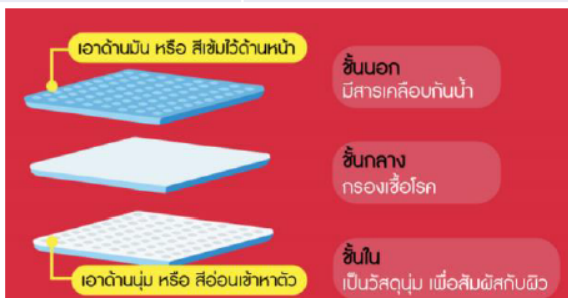 เอาด้านมัน หรือ สีเข้มไว้ด้านหน้า
ชั้นนอก
มีสารเคลือบกันน้ำ
ชั้นกลาง
กรองเชื้อโรค
ชั้นใน
เป็นวัสดุนุ่ม เพื่อสัมผัสกับผิว
เอาด้านนุ่ม หรือ สีอ่อนเข้าหาตัว